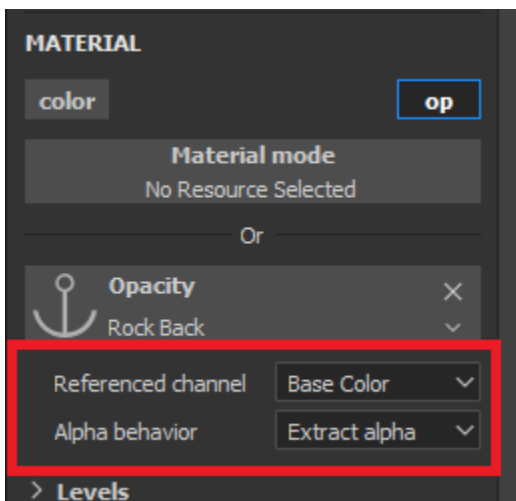 MATERIAL
color op
Material mode
No Resource Selected
Or
Opacity
Rock Back
Referenced channel Base Color
Alpha behavior Extract alpha
Levels